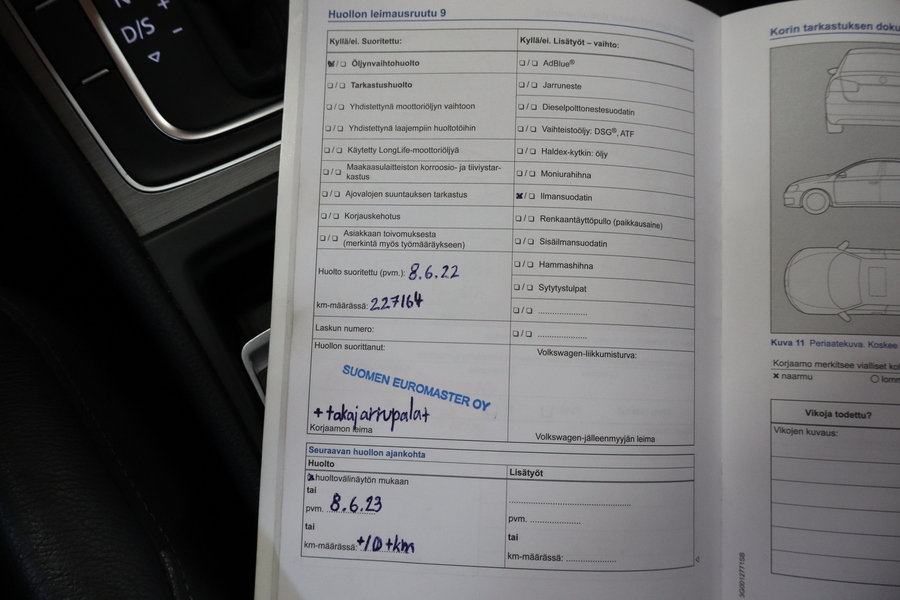 N
+
D/S
−
Huollon leimausruutu 9
Kyllä/ei. Suoritettu:
☒/❏ Öljynvaihtohuolto
❏/❏ Tarkastushuolto
❏/❏ Yhdistettynä moottoriöljyn vaihtoon
❏/❏ Yhdistettynä laajempiin huoltotöihin
❏/❏ Käytetty LongLife-moottoriöljyä
❏/❏ Maakaasulaitteiston korroosio- ja tiiviystar-
kastus
❏/❏ Ajovalojen suuntauksen tarkastus
❏/❏ Korjauskehotus
❏/❏ Asiakkaan toivomuksesta
(merkintä myös työmääräykseen)
Huolto suoritettu (pvm.): 8.6.22
km-määrässä: 227164
Laskun numero:
Huollon suorittanut:
SUOMEN EUROMASTER OY
+ takajarrupalat
Korjaamon leima
Kyllä/ei. Lisätyöt – vaihto:
❏/❏ AdBlue®
❏/❏ Jarruneste
❏/❏ Dieselpolttonestesuodatin
❏/❏ Vaihteistoöljy: DSG®, ATF
❏/❏ Haldex-kytkin: öljy
❏/❏ Moniurahihna
☒/❏ Ilmansuodatin
❏/❏ Renkaantäyttöpullo (paikkausaine)
❏/❏ Sisäilmansuodatin
❏/❏ Hammashihna
❏/❏ Sytytystulpat
❏/❏ ....................
❏/❏ ....................
Volkswagen-liikkumisturva:
Volkswagen-jälleenmyyjän leima
Seuraavan huollon ajankohta
Huolto
☒ huoltovälinäytön mukaan
tai
pvm. 8.6.23
tai
km-määrässä: +/10 tkm
Lisätyöt
........................................
pvm. ................
tai
km-määrässä: ................
3G0012771SB
Korin tarkastuksen doku
Kuva 11 Periaatekuva. Koskee
Korjaamo merkitsee vialliset
✕ naarmu
◯
Vikoja todettu?
Vikojen kuvaus: